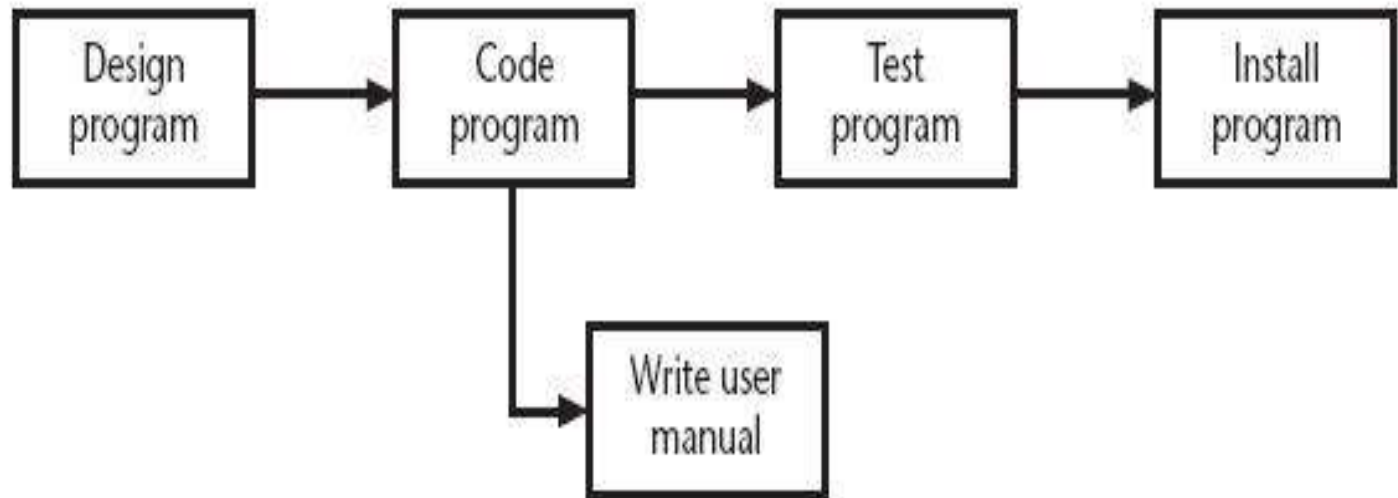 Design
program
Code
program
Test
program
Install
program
Write user
manual